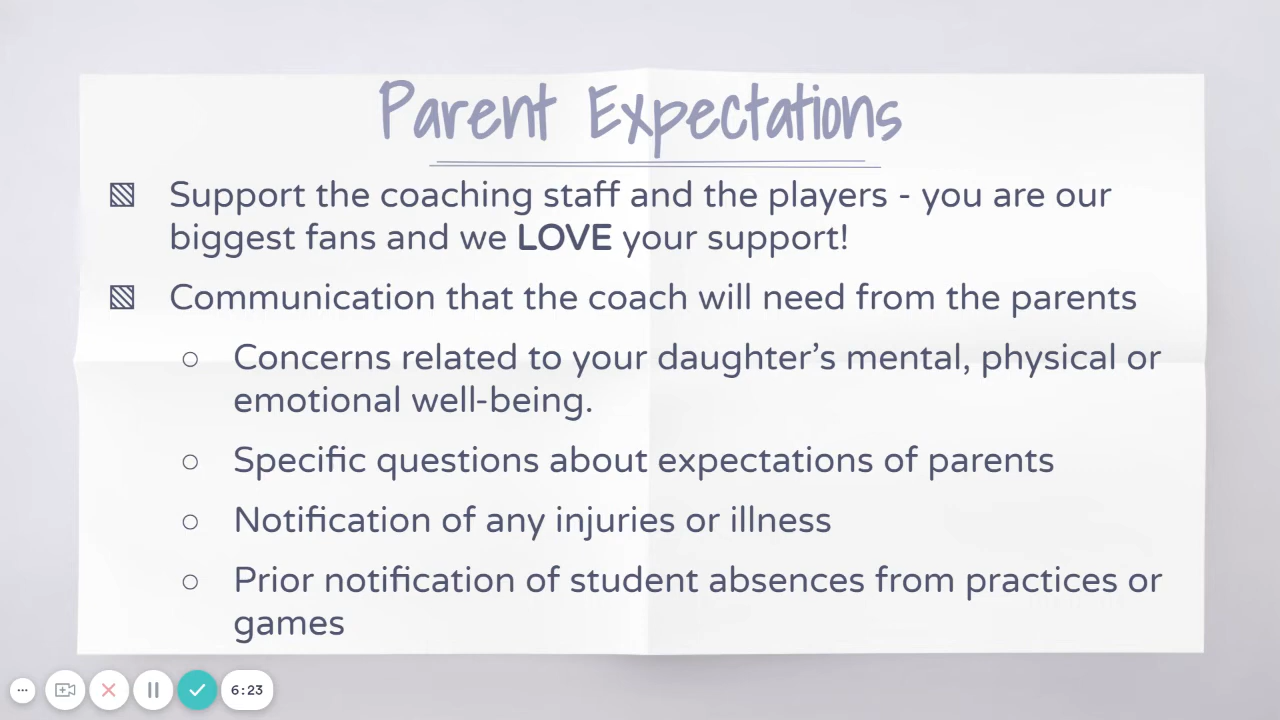 Parent Expectations
Support the coaching staff and the players - you are our
biggest fans and we LOVE your support!
Communication that the coach will need from the parents
Concerns related to your daughter’s mental, physical or
emotional well-being.
Specific questions about expectations of parents
Notification of any injuries or illness
Prior notification of student absences from practices or
games
6:23